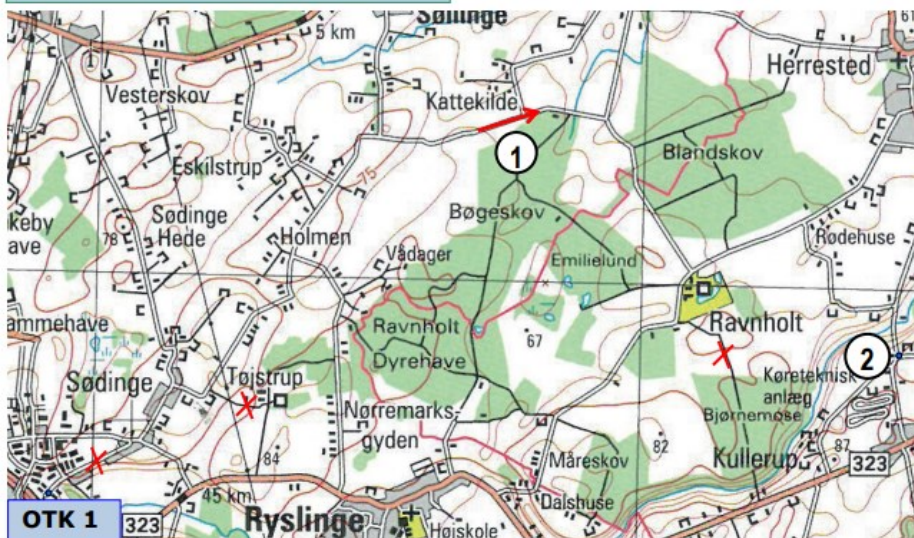 Søllinge
5 km
61
1
Herrested
Kattekilde
Vesterskov
1
Blandskov
Eskilstrup
75
Bøgeskov
keby
ave
Sødinge
Hede
78
Holmen
Rødehuse
Vådager
Emilielund
ammehave
Ravnholt
Dyrehave
67
Ravnholt
2
Sødinge
Tøjstrup
Køreteknisk
anlæg
Bjørnemose
Nørremarks-
gyden
84
82
87
Måreskov
Kullerup
323
45 km
Dalshuse
OTK 1
323
Ryslinge
Højskole